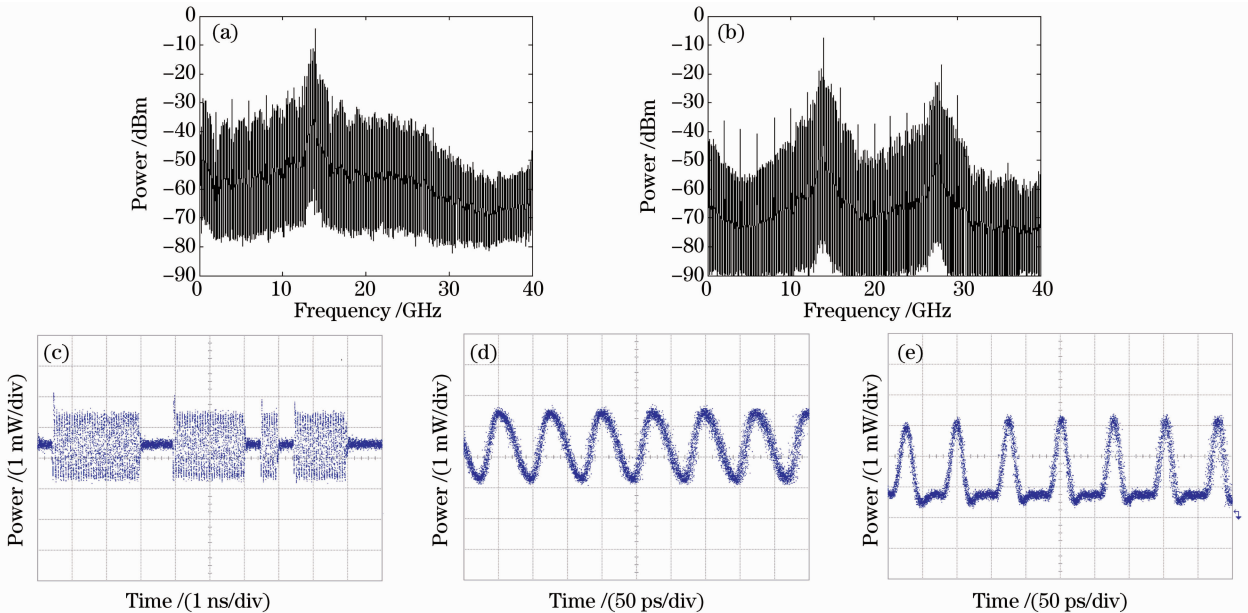 (a)
0
−10
−20
−30
−40
−50
−60
−70
−80
−90
Power /dBm
0 10 20 30 40
Frequency /GHz
(b)
0
−10
−20
−30
−40
−50
−60
−70
−80
−90
Power /dBm
0 10 20 30 40
Frequency /GHz
(c)
Power /(1 mW/div)
Time /(1 ns/div)
(d)
Power /(1 mW/div)
Time /(50 ps/div)
(e)
Power /(1 mW/div)
Time /(50 ps/div)